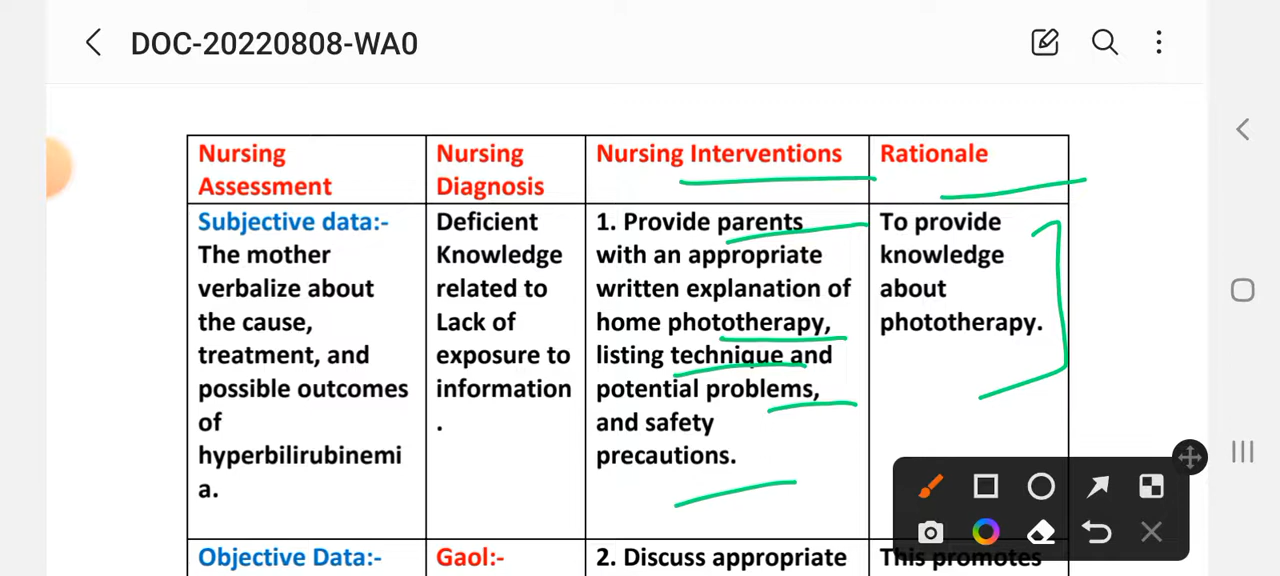 DOC-20220808-WA0
Nursing
Assessment
Nursing
Diagnosis
Nursing Interventions
Rationale
Subjective data:-
The mother
verbalize about
the cause,
treatment, and
possible outcomes
of
hyperbilirubinemi
a.
Deficient
Knowledge
related to
Lack of
exposure to
information
.
1. Provide parents
with an appropriate
written explanation of
home phototherapy,
listing technique and
potential problems,
and safety
precautions.
To provide
knowledge
about
phototherapy.
Objective Data:-
Gaol:-
2. Discuss appropriate
This promotes